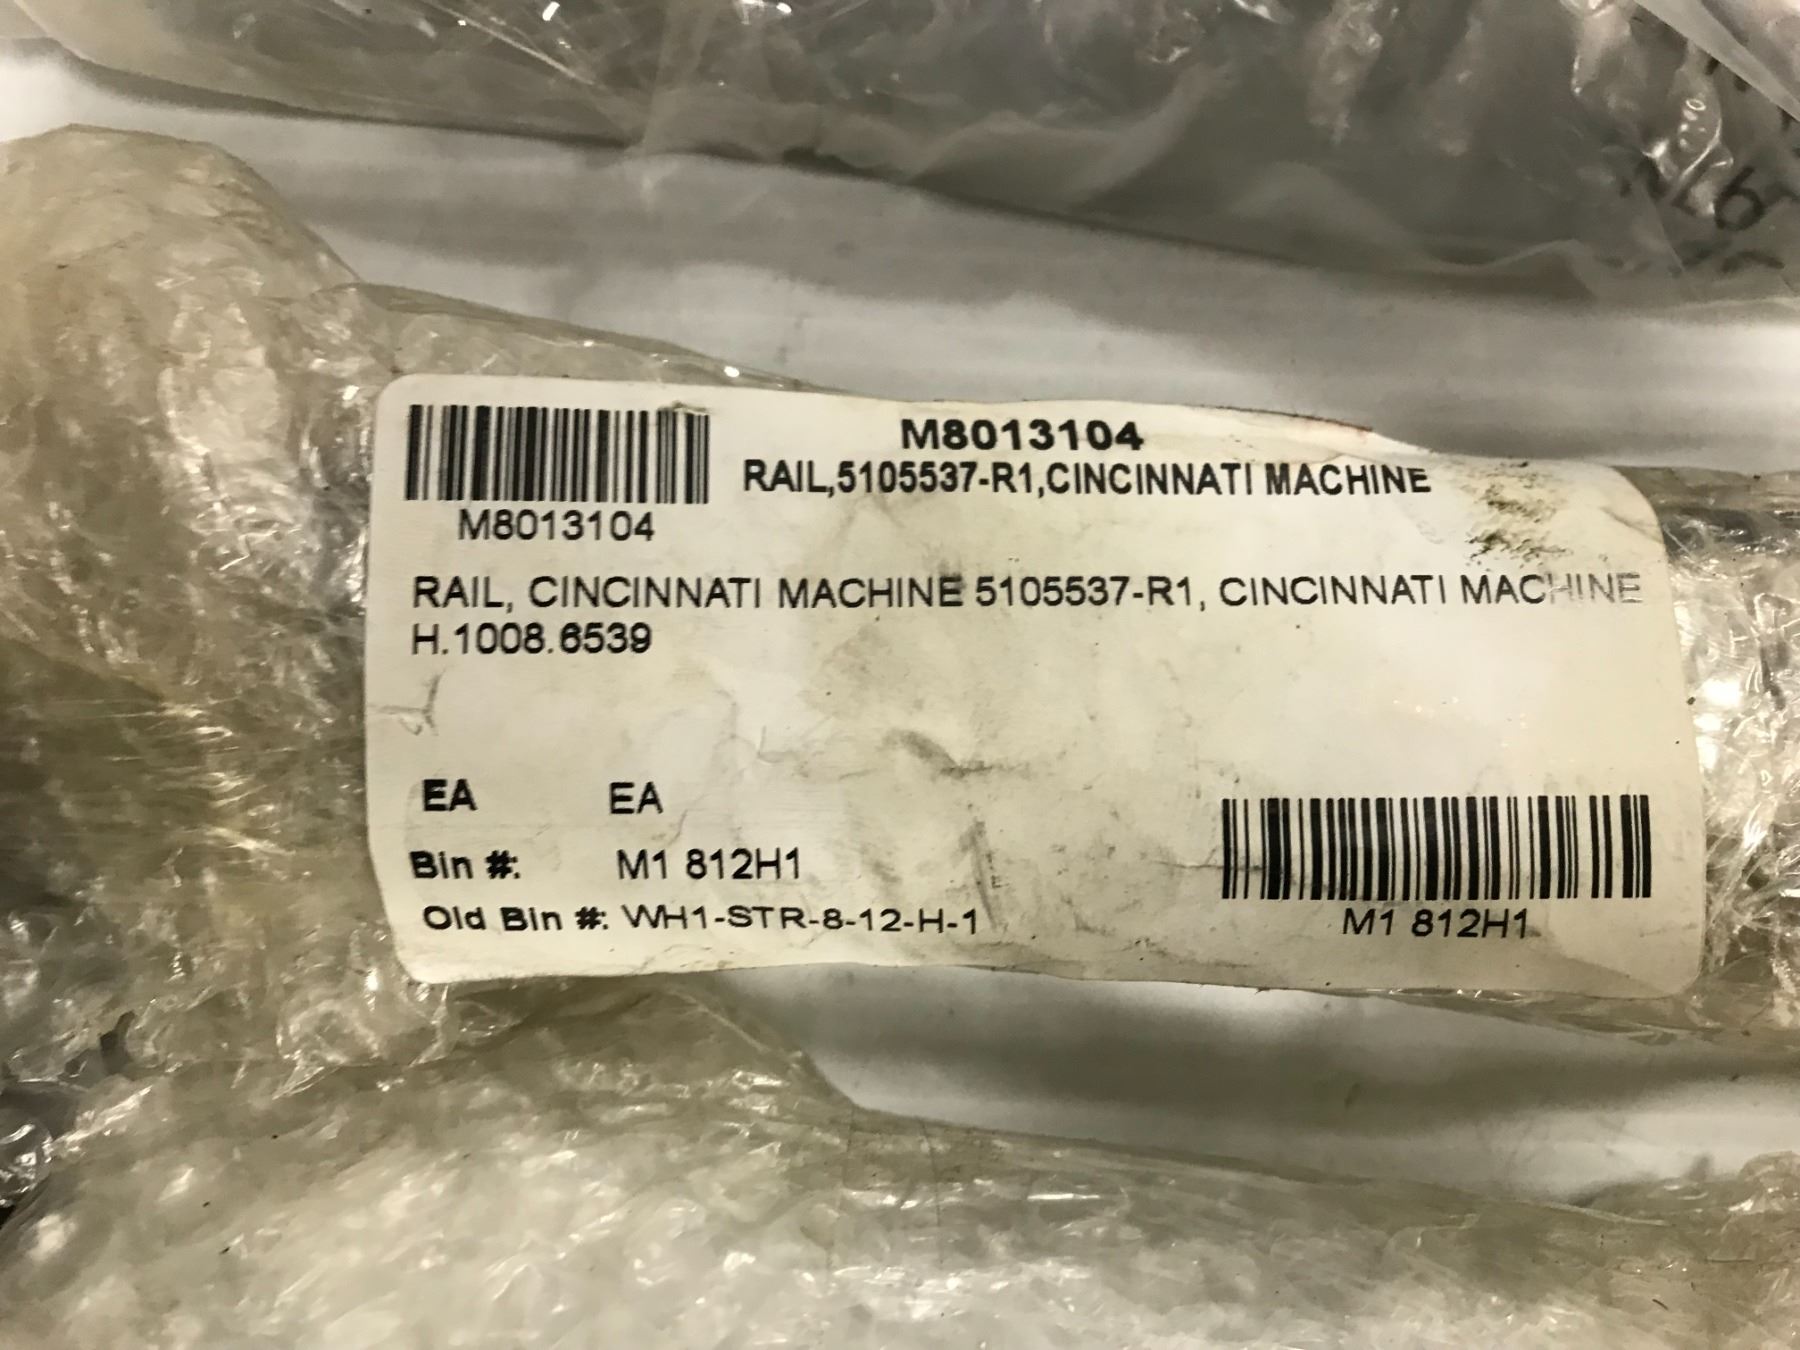 M8013104
RAIL,5105537-R1,CINCINNATI MACHINE
M8013104
RAIL, CINCINNATI MACHINE 5105537-R1, CINCINNATI MACHINE
H.1008.6539
EA EA
Bin #: M1 812H1
Old Bin #: WH1-STR-8-12-H-1
M1 812H1